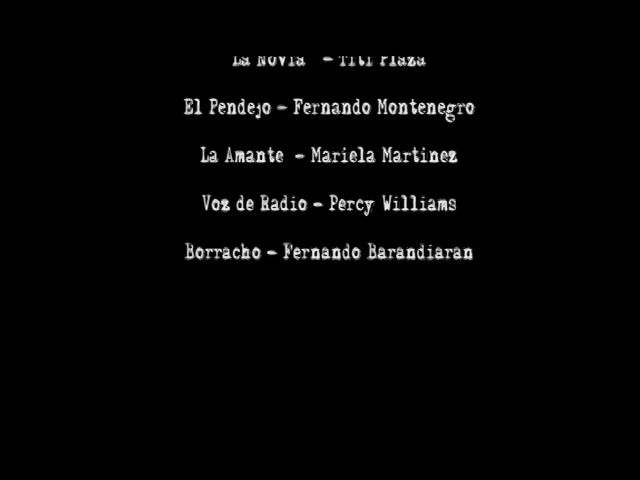 La Novia - Titi Plaza
El Pendejo - Fernando Montenegro
La Amante - Mariela Martinez
Voz de Radio - Percy Williams
Borracho - Fernando Barandiaran